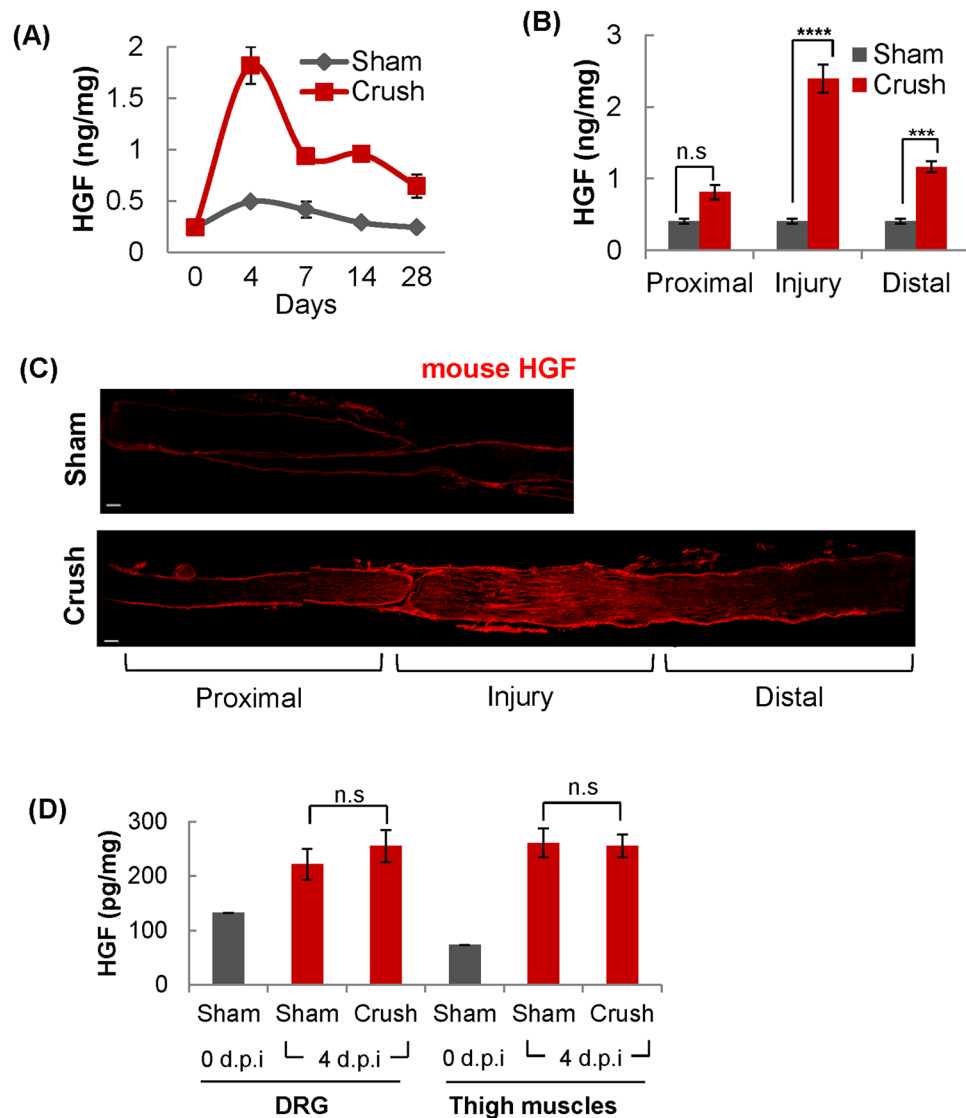 (A)
HGF (ng/mg)
2
1.5
1
0.5
0
0 4 7 14 28
Days
Sham
Crush
(B)
HGF (ng/mg)
3
2
1
0
n.s
****
***
Sham
Crush
Proximal Injury Distal
(C)
mouse HGF
Sham
Crush
Proximal Injury Distal
(D)
HGF (pg/mg)
300
200
100
0
n.s n.s
Sham Sham Crush Sham Sham Crush
0 d.p.i 4 d.p.i 0 d.p.i 4 d.p.i
DRG Thigh muscles